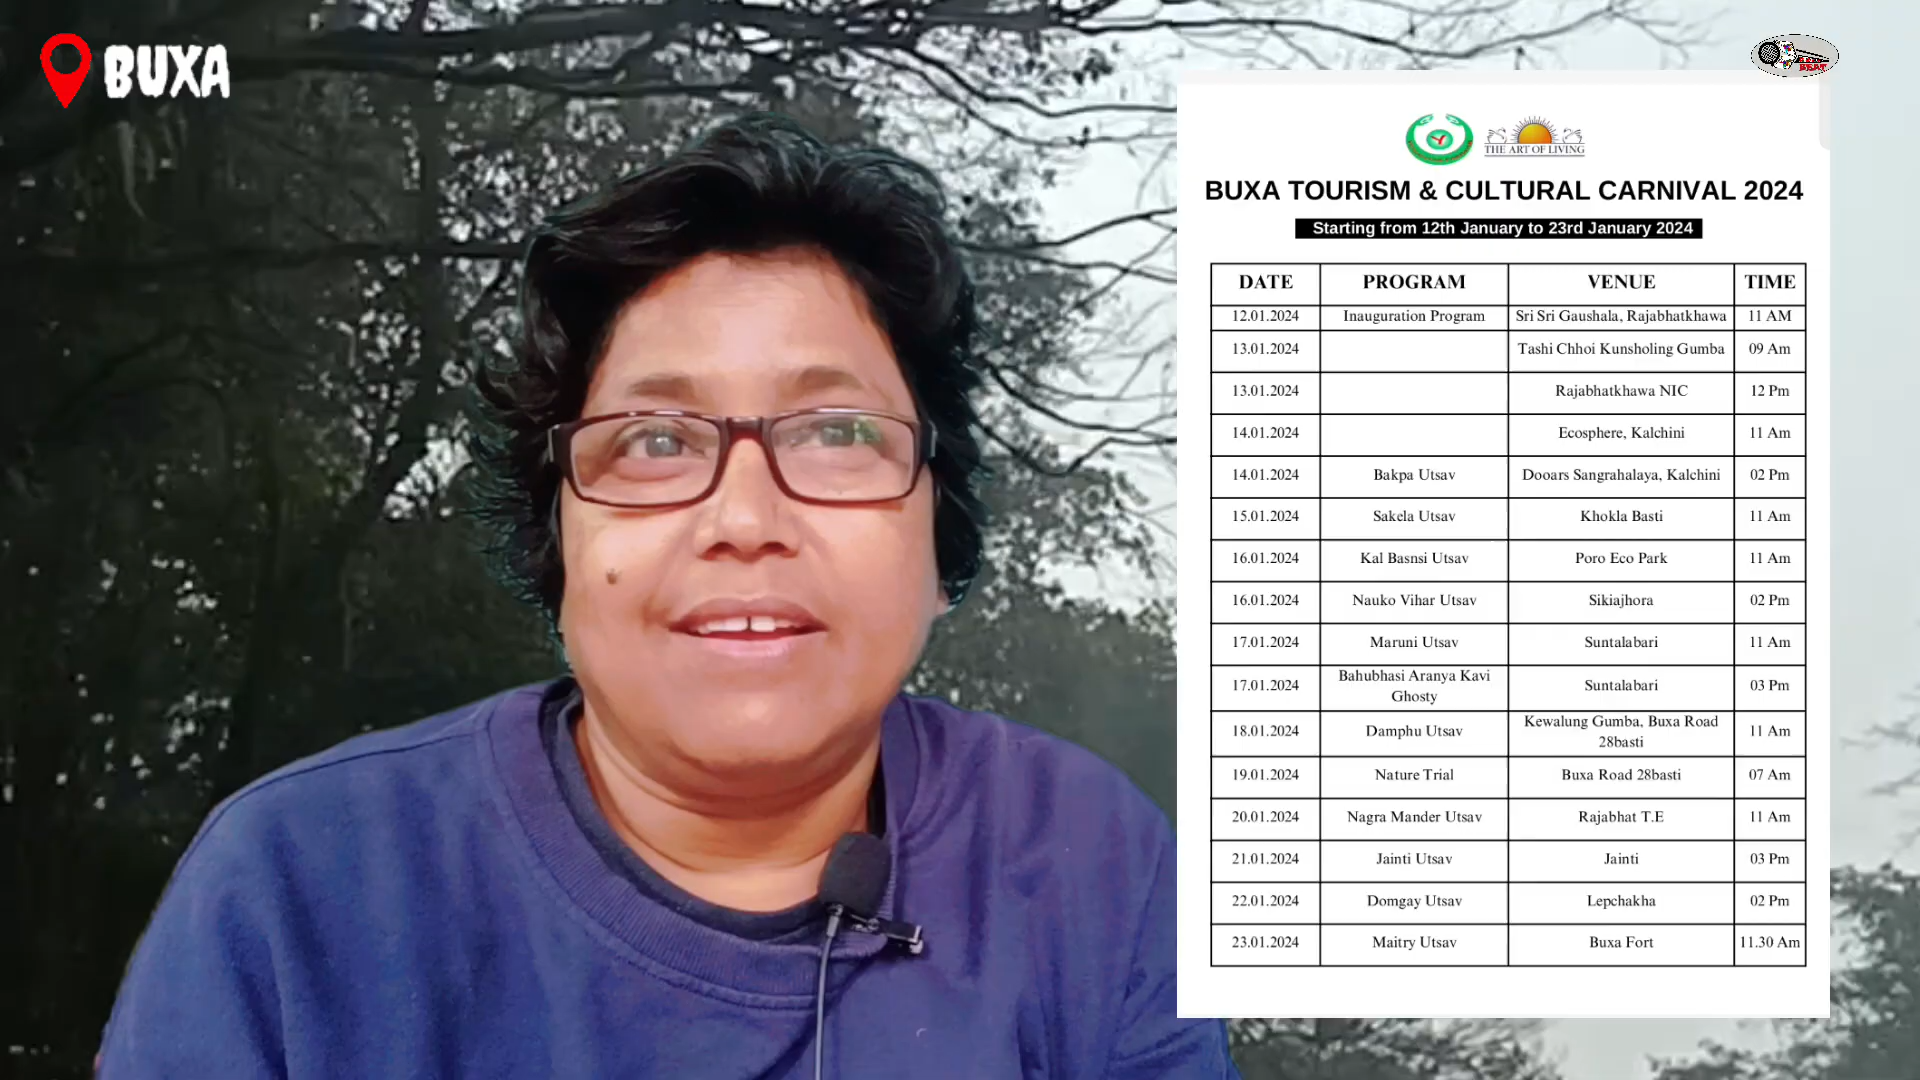 BUXA
BEAT
THE ART OF LIVING
BUXA TOURISM & CULTURAL CARNIVAL 2024
Starting from 12th January to 23rd January 2024
DATE PROGRAM VENUE TIME
12.01.2024 Inauguration Program Sri Sri Gaushala, Rajabhatkhawa 11 AM
13.01.2024 Tashi Chhoi Kunsholing Gumba 09 Am
13.01.2024 Rajabhatkhawa NIC 12 Pm
14.01.2024 Ecosphere, Kalchini 11 Am
14.01.2024 Bakpa Utsav Dooars Sangrahalaya, Kalchini 02 Pm
15.01.2024 Sakela Utsav Khokla Basti 11 Am
16.01.2024 Kal Basnsi Utsav Poro Eco Park 11 Am
16.01.2024 Nauko Vihar Utsav Sikiajhora 02 Pm
17.01.2024 Maruni Utsav Suntalabari 11 Am
17.01.2024 Bahubhasi Aranya Kavi
Ghosty Suntalabari 03 Pm
18.01.2024 Damphu Utsav Kewalung Gumba, Buxa Road
28basti 11 Am
19.01.2024 Nature Trial Buxa Road 28basti 07 Am
20.01.2024 Nagra Mander Utsav Rajabhat T.E 11 Am
21.01.2024 Jainti Utsav Jainti 03 Pm
22.01.2024 Domgay Utsav Lepchakha 02 Pm
23.01.2024 Maitry Utsav Buxa Fort 11.30 Am